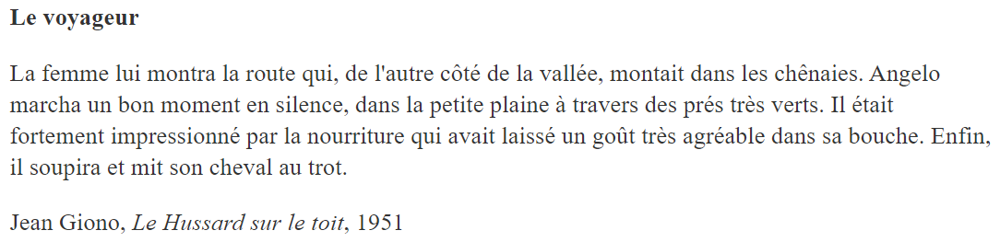 Le voyageur
La femme lui montra la route qui, de l'autre côté de la vallée, montait dans les chênaies. Angelo
marcha un bon moment en silence, dans la petite plaine à travers des prés très verts. Il était
fortement impressionné par la nourriture qui avait laissé un goût très agréable dans sa bouche. Enfin,
il soupira et mit son cheval au trot.
Jean Giono, Le Hussard sur le toit, 1951